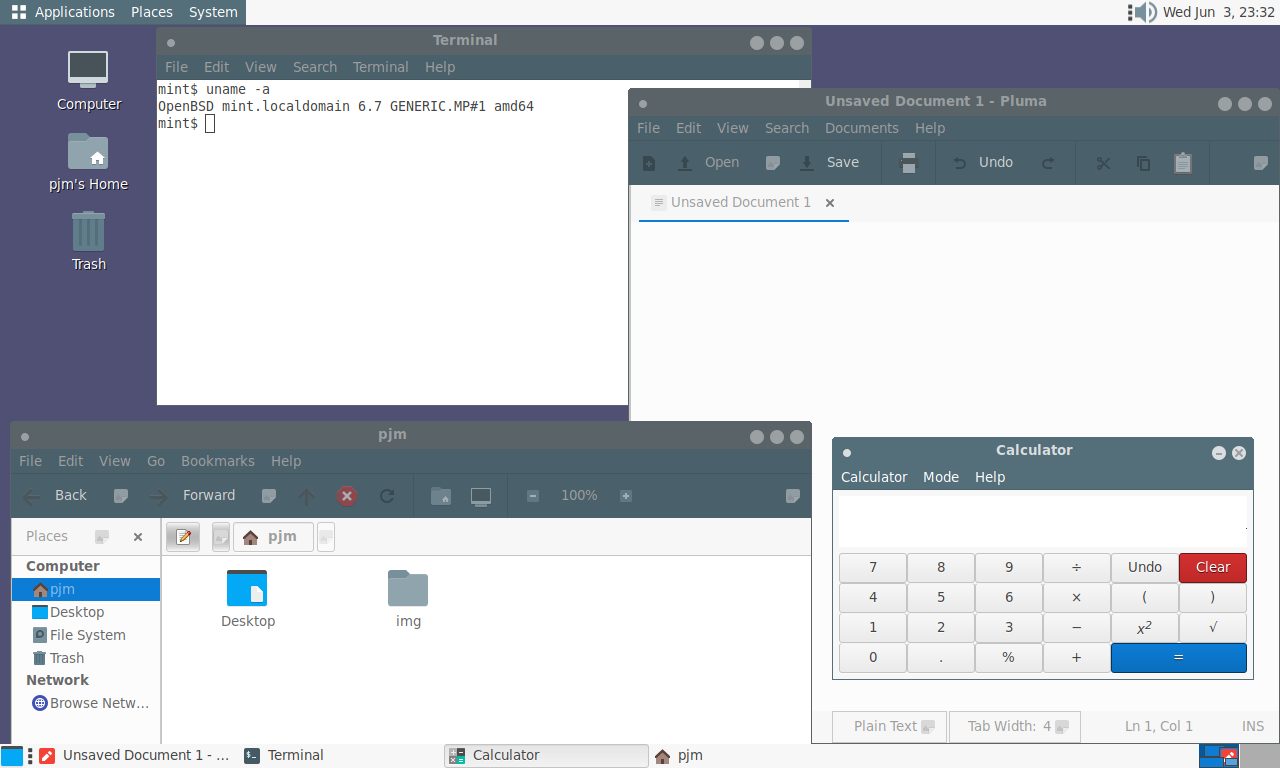 Applications Places System
Wed Jun 3, 23:32
Computer
pjm's Home
Trash
Terminal
File Edit View Search Terminal Help
mint$ uname -a
OpenBSD mint.localdomain 6.7 GENERIC.MP#1 amd64
mint$
Unsaved Document 1 - Pluma
File Edit View Search Documents Help
Open Save Undo
Unsaved Document 1
pjm
File Edit View Go Bookmarks Help
Back Forward 100%
Places
pjm
Computer
pjm
Desktop
File System
Trash
Network
Browse Netw...
Desktop
img
Calculator
Calculator Mode Help
7 8 9 ÷ Undo Clear
4 5 6 × ( )
1 2 3 − x² √
0 . % + =
Plain Text Tab Width: 4 Ln 1, Col 1 INS
Unsaved Document 1 - ... Terminal Calculator pjm